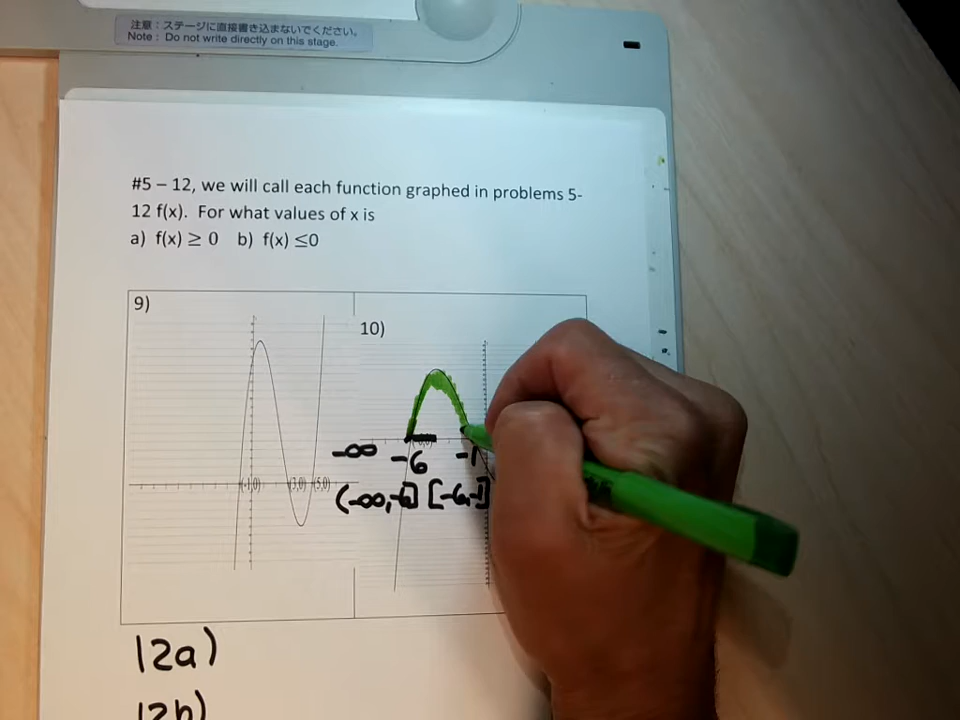 注意：ステージに直接書き込まないでください。
Note : Do not write directly on this stage.
#5 – 12, we will call each function graphed in problems 5-
12 f(x). For what values of x is
a) f(x) ≥ 0 b) f(x) ≤0
9)
10)
-∞ -6 -1
(-1,0) (3,0) (5,0)
(-∞,-6] [-6,-1]
12a)
12b)